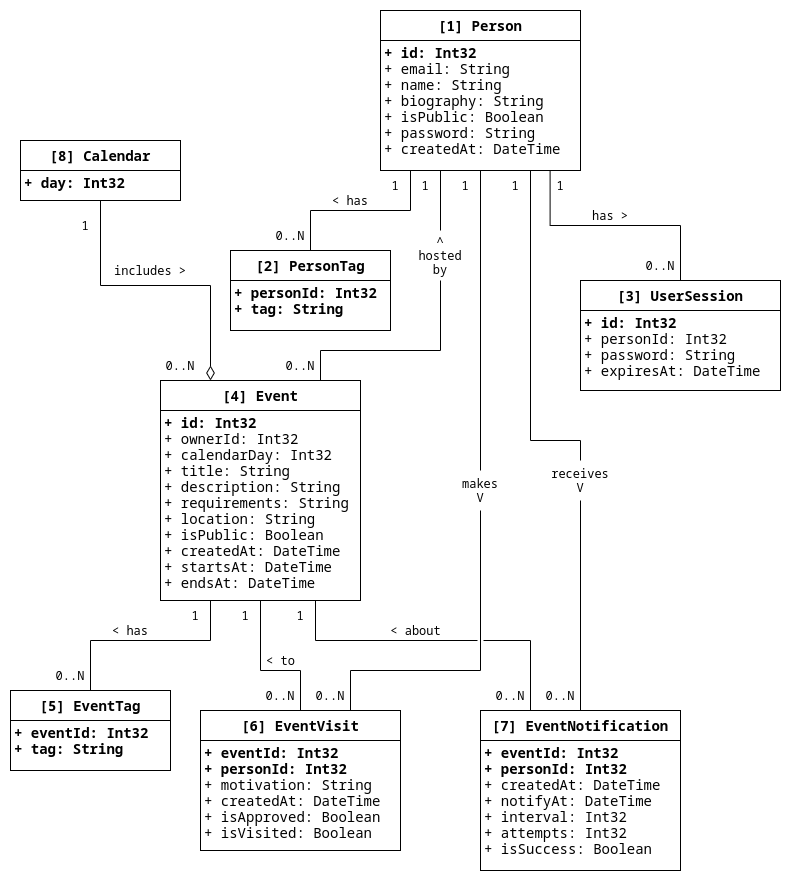 [1] Person
+ id: Int32
+ email: String
+ name: String
+ biography: String
+ isPublic: Boolean
+ password: String
+ createdAt: DateTime
[8] Calendar
+ day: Int32
1
1
1
1
1
1
< has
has >
includes >
0..N
^
hosted
by
0..N
[2] PersonTag
+ personId: Int32
+ tag: String
[3] UserSession
+ id: Int32
+ personId: Int32
+ password: String
+ expiresAt: DateTime
0..N
0..N
[4] Event
+ id: Int32
+ ownerId: Int32
+ calendarDay: Int32
+ title: String
+ description: String
+ requirements: String
+ location: String
+ isPublic: Boolean
+ createdAt: DateTime
+ startsAt: DateTime
+ endsAt: DateTime
makes
V
receives
V
1
1
1
< has
< to
< about
0..N
0..N
0..N
0..N
0..N
[5] EventTag
+ eventId: Int32
+ tag: String
[6] EventVisit
+ eventId: Int32
+ personId: Int32
+ motivation: String
+ createdAt: DateTime
+ isApproved: Boolean
+ isVisited: Boolean
[7] EventNotification
+ eventId: Int32
+ personId: Int32
+ createdAt: DateTime
+ notifyAt: DateTime
+ interval: Int32
+ attempts: Int32
+ isSuccess: Boolean